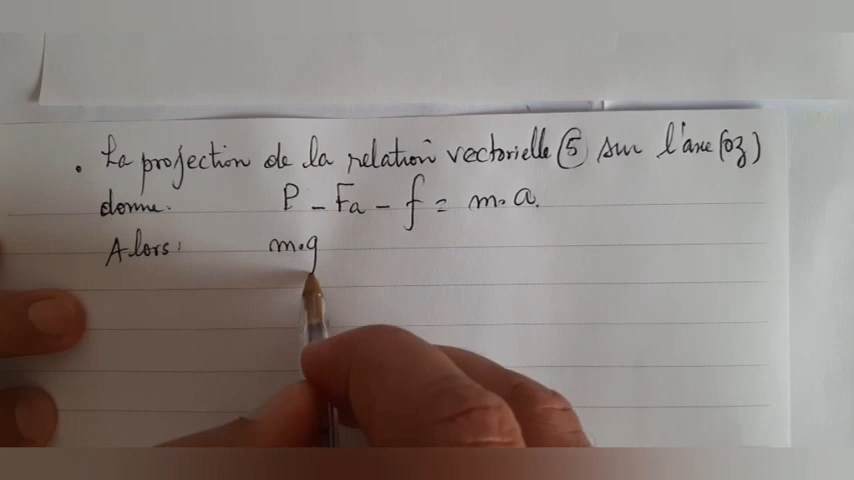 . La projection de la relation vectorielle (5) sur l'axe (oz)
donne. P - Fa - f = m.a.
Alors: m.g